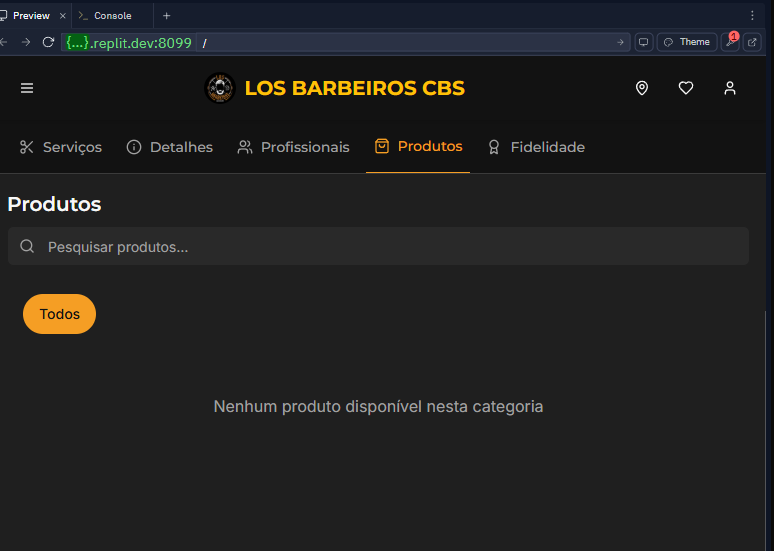 Preview × >_ Console +
{...}.replit.dev:8099 / Theme 1
LOS BARBEIROS CBS
Serviços Detalhes Profissionais Produtos Fidelidade
Produtos
Pesquisar produtos...
Todos
Nenhum produto disponível nesta categoria